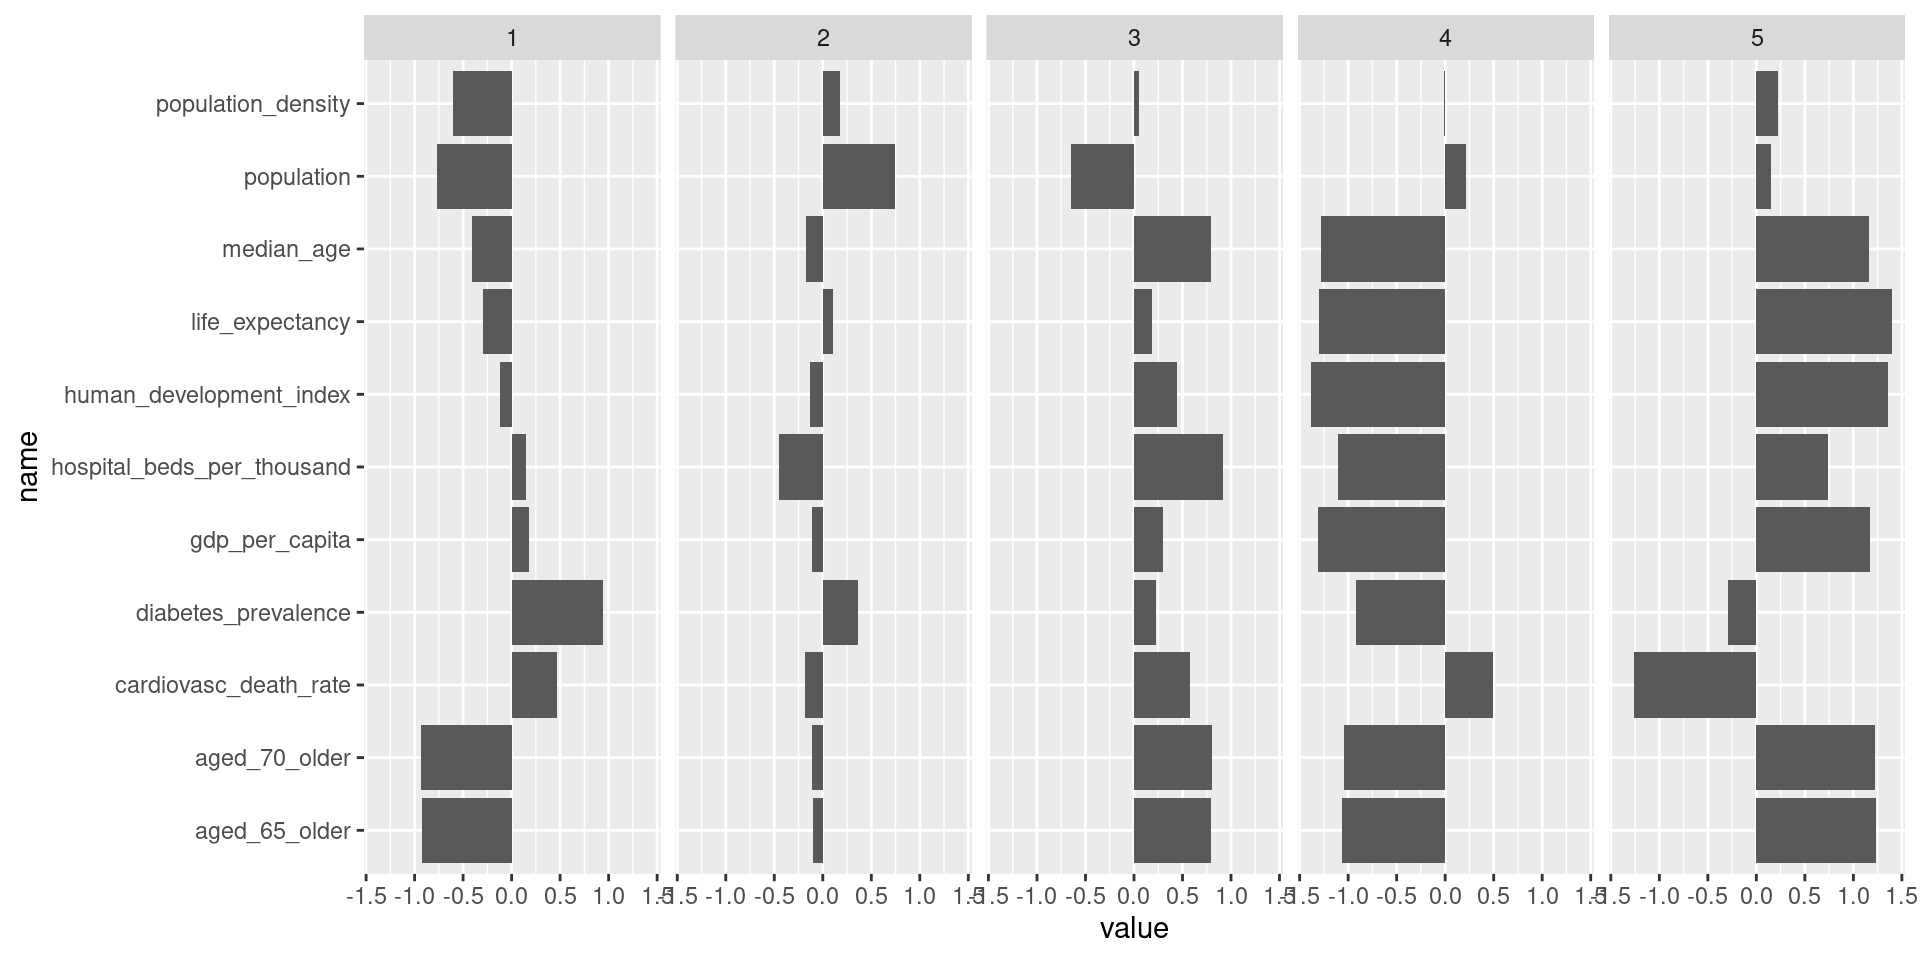 1 2 3 4 5
population_density
population
median_age
life_expectancy
human_development_index
hospital_beds_per_thousand
gdp_per_capita
diabetes_prevalence
cardiovasc_death_rate
aged_70_older
aged_65_older
name
-1.5 -1.0 -0.5 0.0 0.5 1.0 1.5 -1.5 -1.0 -0.5 0.0 0.5 1.0 1.5 -1.5 -1.0 -0.5 0.0 0.5 1.0 1.5 -1.5 -1.0 -0.5 0.0 0.5 1.0 1.5 -1.5 -1.0 -0.5 0.0 0.5 1.0 1.5
value